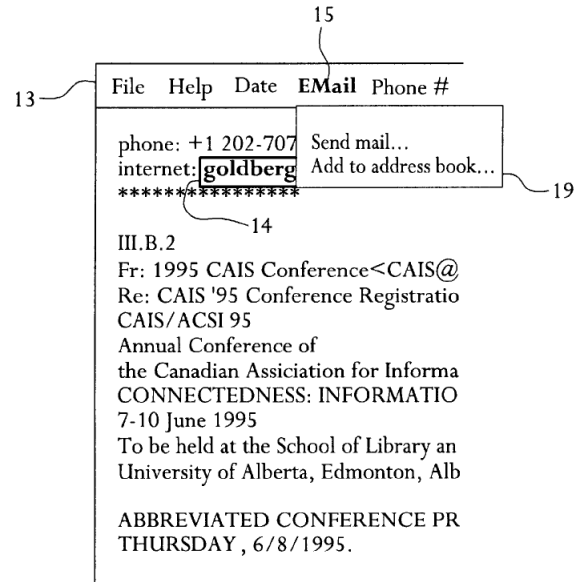 15
13
File Help Date EMail Phone #
phone: +1 202-707
internet: goldberg
****************
Send mail...
Add to address book...
19
14
III.B.2
Fr: 1995 CAIS Conference<CAIS@
Re: CAIS '95 Conference Registratio
CAIS/ACSI 95
Annual Conference of
the Canadian Assiciation for Informa
CONNECTEDNESS: INFORMATIO
7-10 June 1995
To be held at the School of Library an
University of Alberta, Edmonton, Alb
ABBREVIATED CONFERENCE PR
THURSDAY, 6/8/1995.